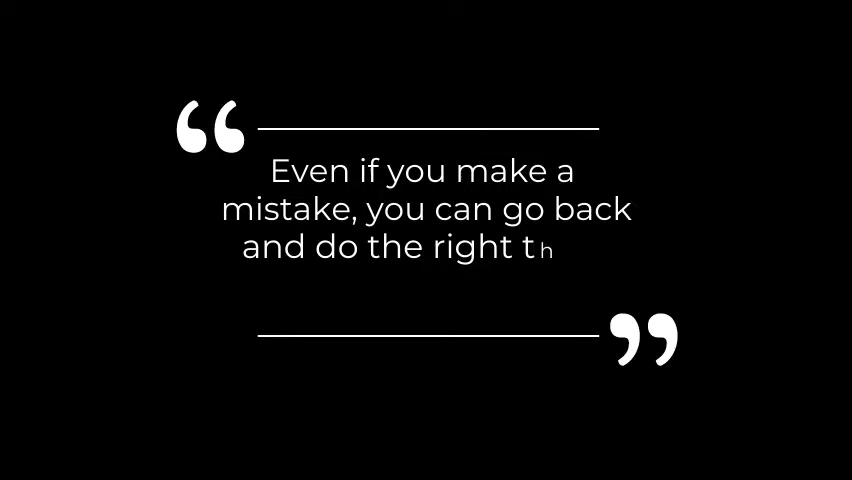 “
Even if you make a
mistake, you can go back
and do the right th
”